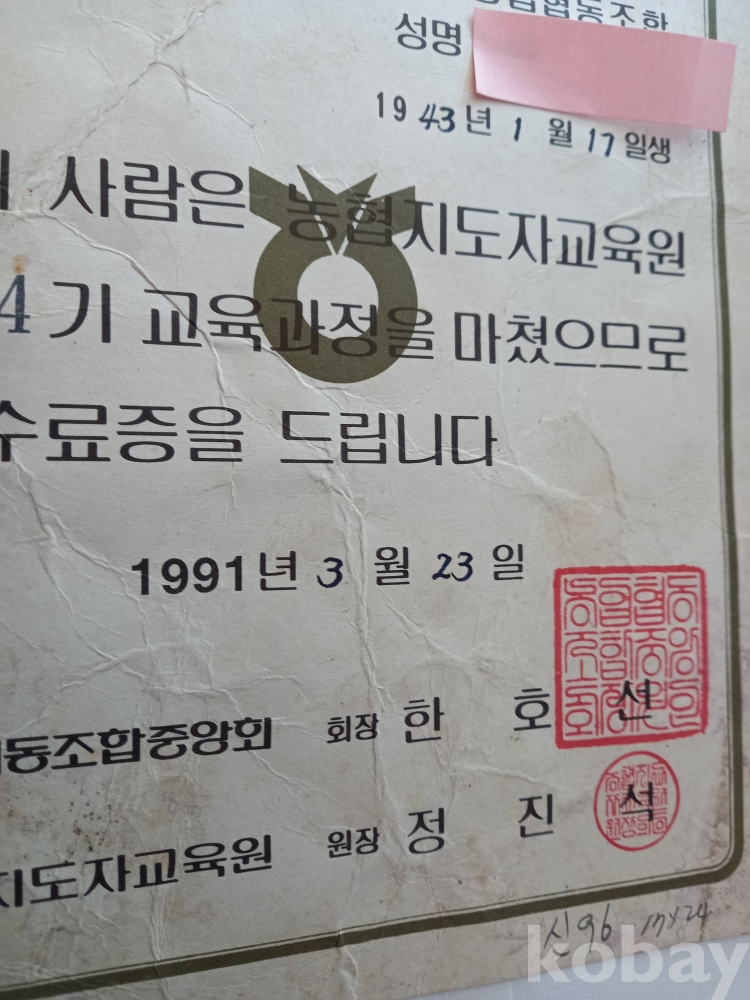 협동조합
성명
1943년 1월 17일생
사람은 농협지도자교육원
4기 교육과정을 마쳤으므로
수료증을 드립니다
1991년 3월 23일
동조합중앙회 회장 한호선
지도자교육원 원장 정진석
신96 17x24
kobay